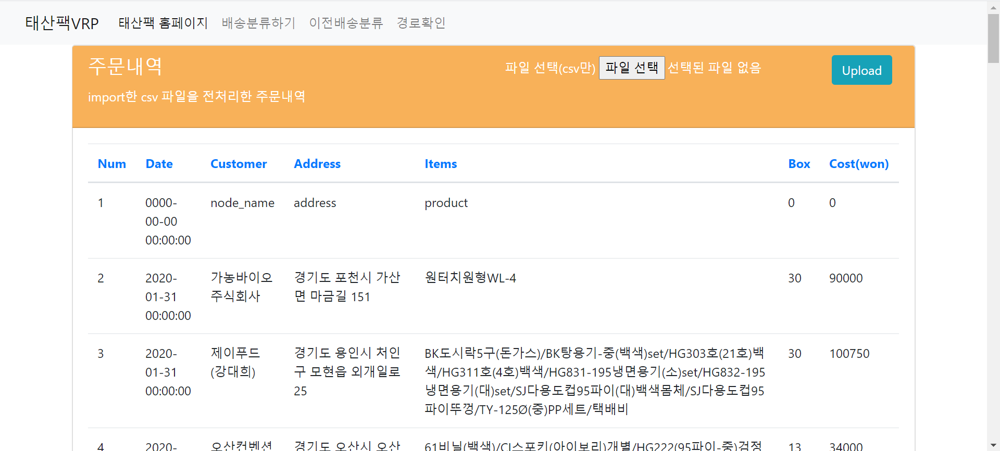 태산팩VRP 태산팩 홈페이지 배송분류하기 이전배송분류 경로확인
주문내역 파일 선택(csv만) 파일 선택 선택된 파일 없음 Upload
import한 csv 파일을 전처리한 주문내역
Num Date Customer Address Items Box Cost(won)
1 0000- node_name address product 0 0
00-00
00:00:00
2 2020- 가농바이오 경기도 포천시 가산 원터치원형WL-4 30 90000
01-31 주식회사 면 마금길 151
00:00:00
3 2020- 제이푸드 경기도 용인시 처인 BK도시락5구(돈가스)/BK탕용기-중(백색)set/HG303호(21호)백 30 100750
01-31 (강대희) 구 모현읍 외개일로 색/HG311호(4호)백색/HG831-195냉면용기(소)set/HG832-195
00:00:00 25 냉면용기(대)set/SJ다용도컵95파이(대)백색몸체/SJ다용도컵95
파이뚜껑/TY-125Ø(중)PP세트/택배비
4 2020- 오산컨벤션 경기도 오산시 오산 61비닐(백색)/CJ스포키(아이보리)개별/HG222(95파이-중)검정 13 34000